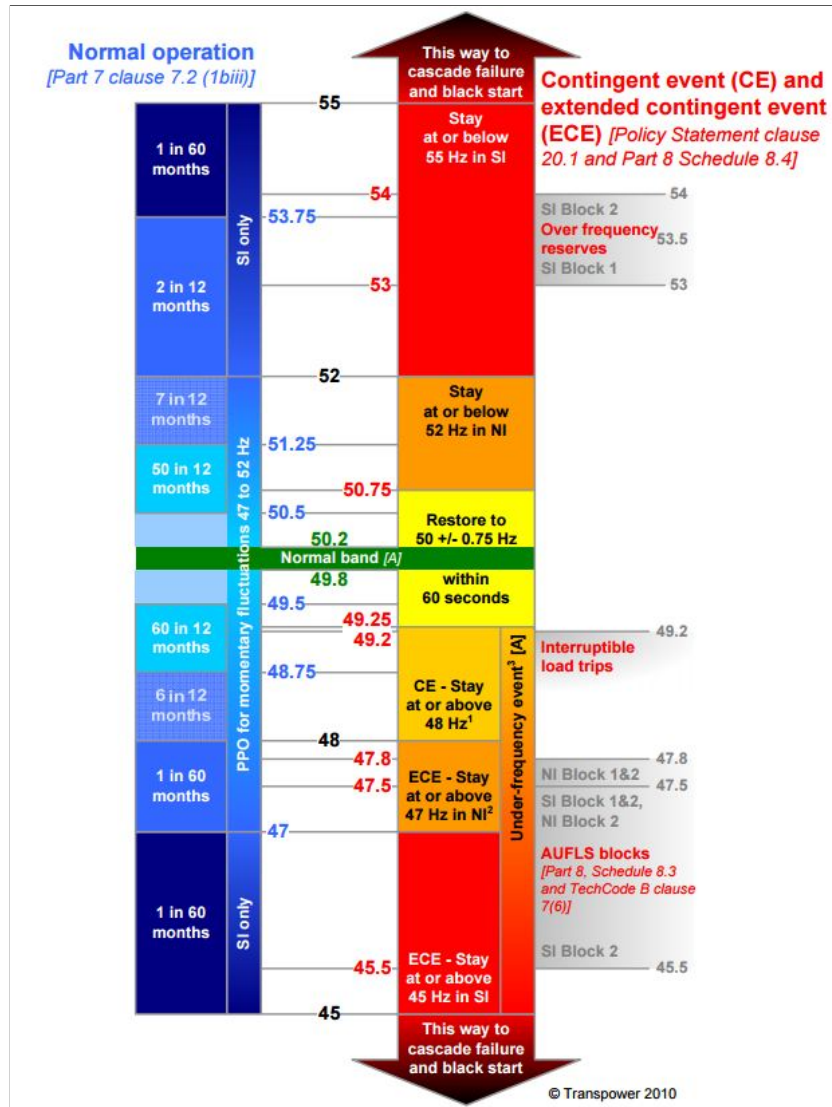 Normal operation
[Part 7 clause 7.2 (1biii)]
This way to
cascade failure
and black start
Contingent event (CE) and
extended contingent event
(ECE) [Policy Statement clause
20.1 and Part 8 Schedule 8.4]
55
1 in 60
months
SI only
Stay
at or below
55 Hz in SI
54
53.75
53
54
SI Block 2
Over frequency
reserves
53.5
SI Block 1
53
2 in 12
months
52
7 in 12
months
PPO for momentary fluctuations 47 to 52 Hz
Stay
at or below
52 Hz in NI
51.25
50 in 12
months
50.75
50.5
Restore to
50 +/- 0.75 Hz
50.2
Normal band [A]
49.8
within
60 seconds
49.5
49.25
49.2
60 in 12
months
Under-frequency event³ [A]
49.2
Interruptible
load trips
48.75
6 in 12
months
CE - Stay
at or above
48 Hz¹
48
47.8
47.5
1 in 60
months
ECE - Stay
at or above
47 Hz in NI²
47.8
NI Block 1&2
47.5
SI Block 1&2,
NI Block 2
47
AUFLS blocks
[Part 8, Schedule 8.3
and TechCode B clause
7(6)]
1 in 60
months
SI only
SI Block 2
45.5
45.5
ECE - Stay
at or above
45 Hz in SI
45
This way to
cascade failure
and black start
© Transpower 2010